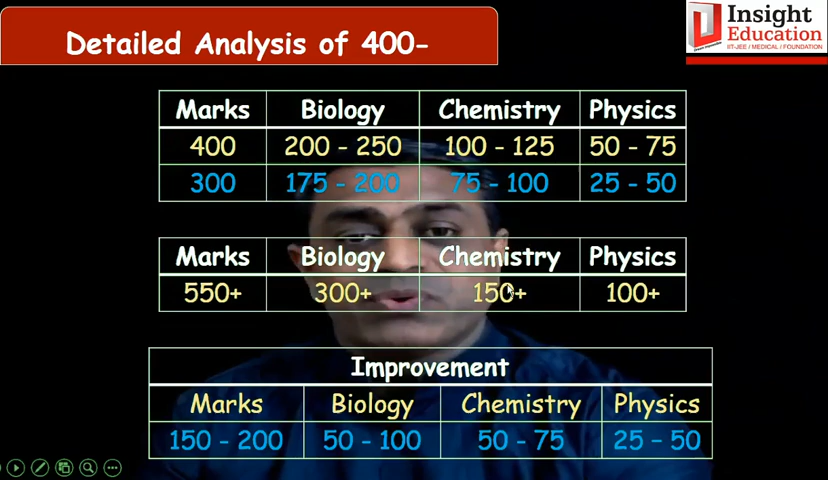 Detailed Analysis of 400-
Insight
Education
IIT-JEE / MEDICAL / FOUNDATION
Marks Biology Chemistry Physics
400 200 - 250 100 - 125 50 - 75
300 175 - 200 75 - 100 25 - 50
Marks Biology Chemistry Physics
550+ 300+ 150+ 100+
Improvement
Marks Biology Chemistry Physics
150 - 200 50 - 100 50 - 75 25 - 50